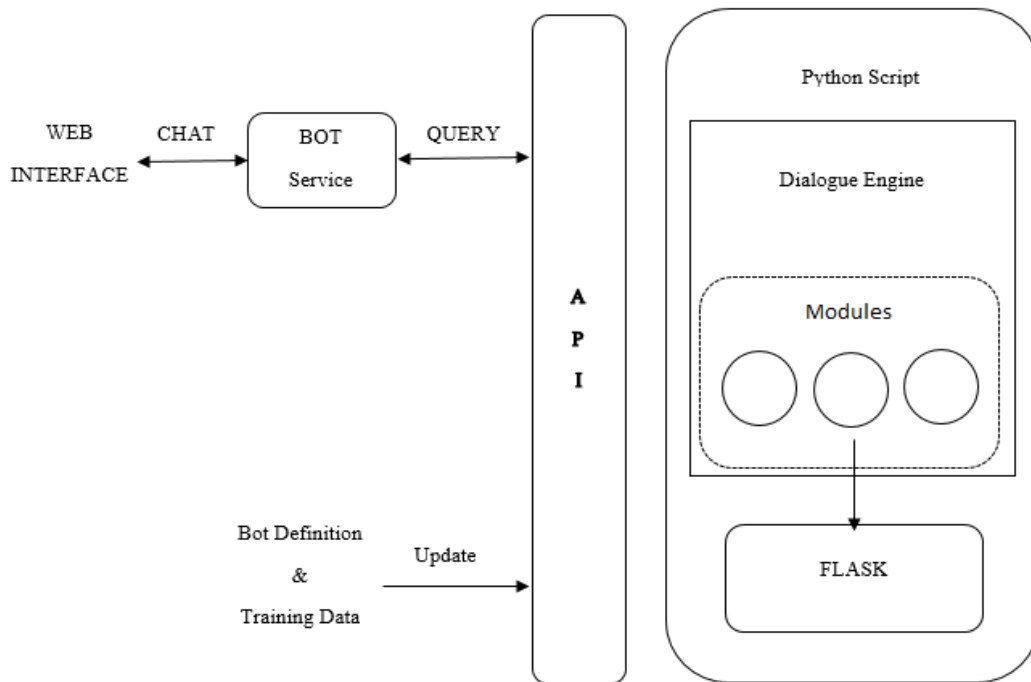 WEB
INTERFACE
CHAT
BOT
Service
QUERY
A
P
I
Python Script
Dialogue Engine
Modules
FLASK
Bot Definition
&
Training Data
Update